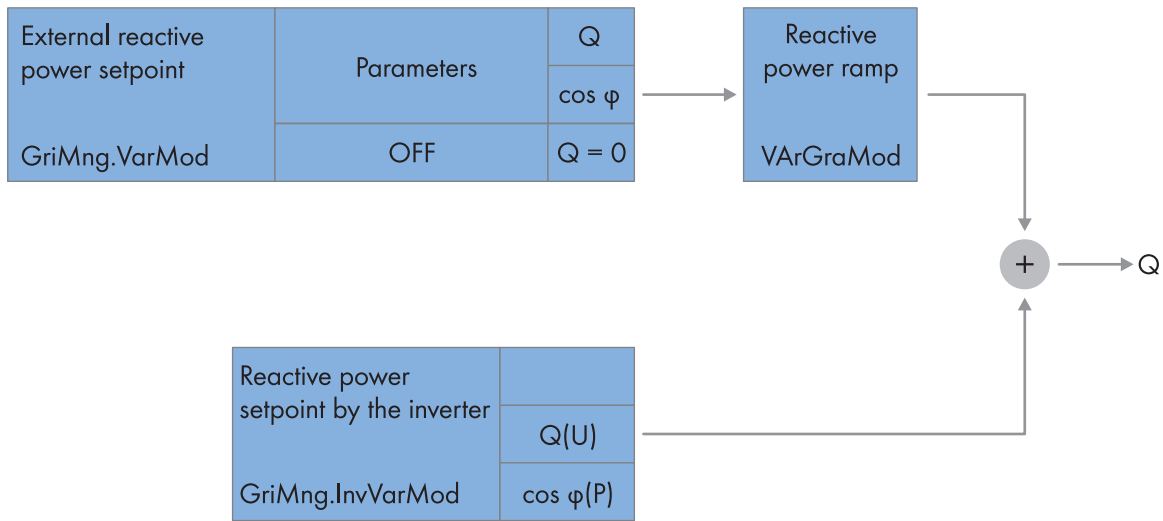 External reactive
power setpoint
GriMng.VarMod
Parameters
OFF
Q
cos φ
Q = 0
Reactive
power ramp
VArGraMod
+
Q
Reactive power
setpoint by the inverter
GriMng.InvVarMod
Q(U)
cos φ(P)